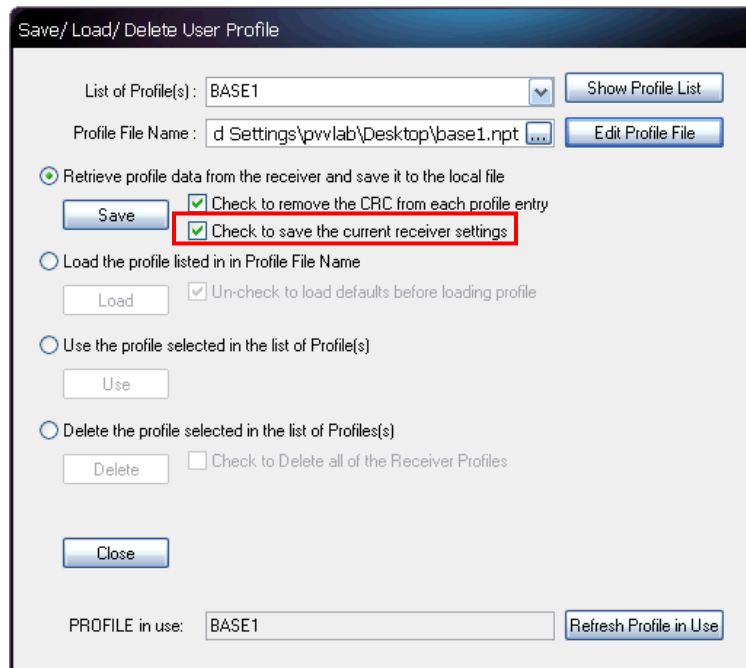 Save/ Load/ Delete User Profile
List of Profile(s) : BASE1 Show Profile List
Profile File Name : d Settings\pvvlab\Desktop\base1.npt ... Edit Profile File
Retrieve profile data from the receiver and save it to the local file
Save Check to remove the CRC from each profile entry
Check to save the current receiver settings
Load the profile listed in in Profile File Name
Load Un-check to load defaults before loading profile
Use the profile selected in the list of Profile(s)
Use
Delete the profile selected in the list of Profiles(s)
Delete Check to Delete all of the Receiver Profiles
Close
PROFILE in use: BASE1 Refresh Profile in Use